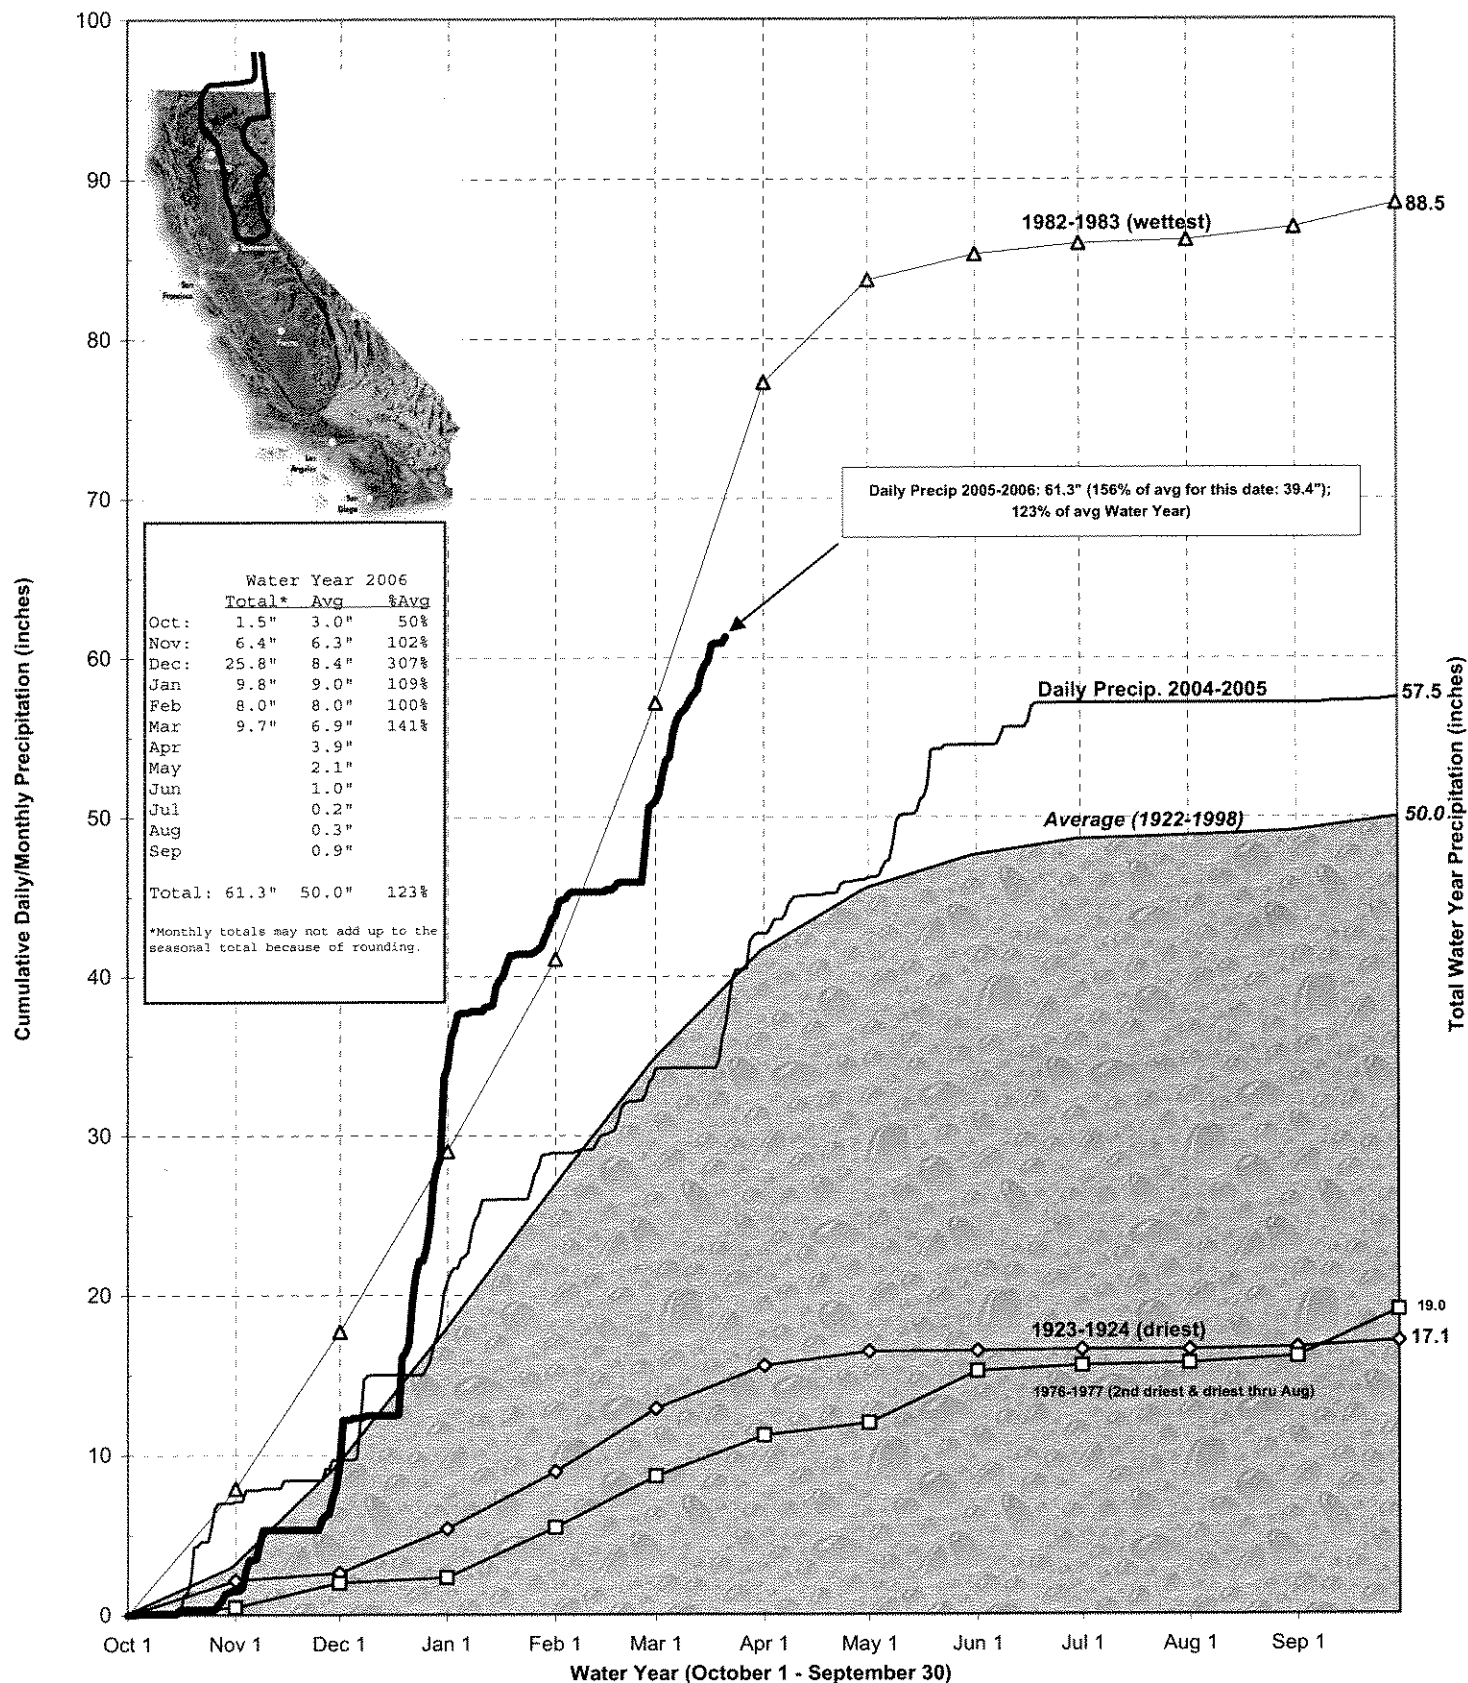 100
90
80
70
60
50
40
30
20
10
0
Cumulative Daily/Monthly Precipitation (inches)
San
Francisco
Los
Angeles
San
Diego
Water Year 2006
Total* Avg %Avg
Oct: 1.5" 3.0" 50%
Nov: 6.4" 6.3" 102%
Dec: 25.8" 8.4" 307%
Jan 9.8" 9.0" 109%
Feb 8.0" 8.0" 100%
Mar 9.7" 6.9" 141%
Apr 3.9"
May 2.1"
Jun 1.0"
Jul 0.2"
Aug 0.3"
Sep 0.9"
Total: 61.3" 50.0" 123%
*Monthly totals may not add up to the
seasonal total because of rounding.
1982-1983 (wettest)
88.5
Daily Precip 2005-2006: 61.3" (156% of avg for this date: 39.4");
123% of avg Water Year)
Daily Precip. 2004-2005
57.5
Average (1922-1998)
50.0
1923-1924 (driest)
19.0
17.1
1976-1977 (2nd driest & driest thru Aug)
Total Water Year Precipitation (inches)
Oct 1 Nov 1 Dec 1 Jan 1 Feb 1 Mar 1 Apr 1 May 1 Jun 1 Jul 1 Aug 1 Sep 1
Water Year (October 1 - September 30)